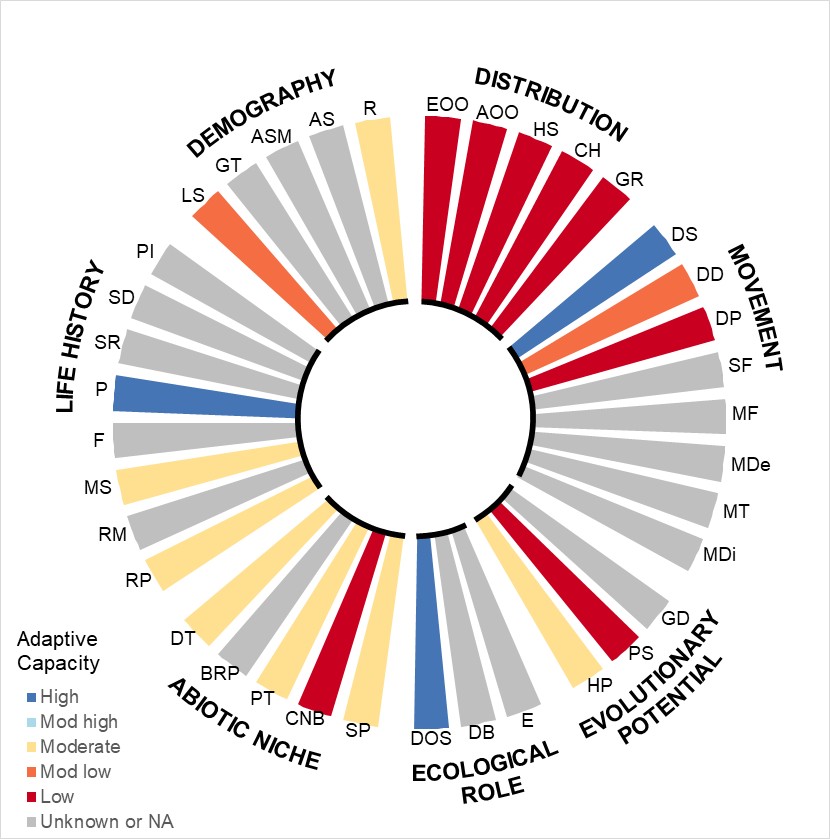 DISTRIBUTION
EOO
AOO
HS
CH
GR
MOVEMENT
DS
DD
DP
SF
MF
MDe
MT
MDi
EVOLUTIONARY
POTENTIAL
GD
PS
HP
ECOLOGICAL
ROLE
E
DB
DOS
ABIOTIC NICHE
SP
CNB
PT
BRP
DT
LIFE HISTORY
RP
RM
MS
F
P
SR
SD
PI
DEMOGRAPHY
LS
GT
ASM
AS
R
Adaptive
Capacity
High
Mod high
Moderate
Mod low
Low
Unknown or NA